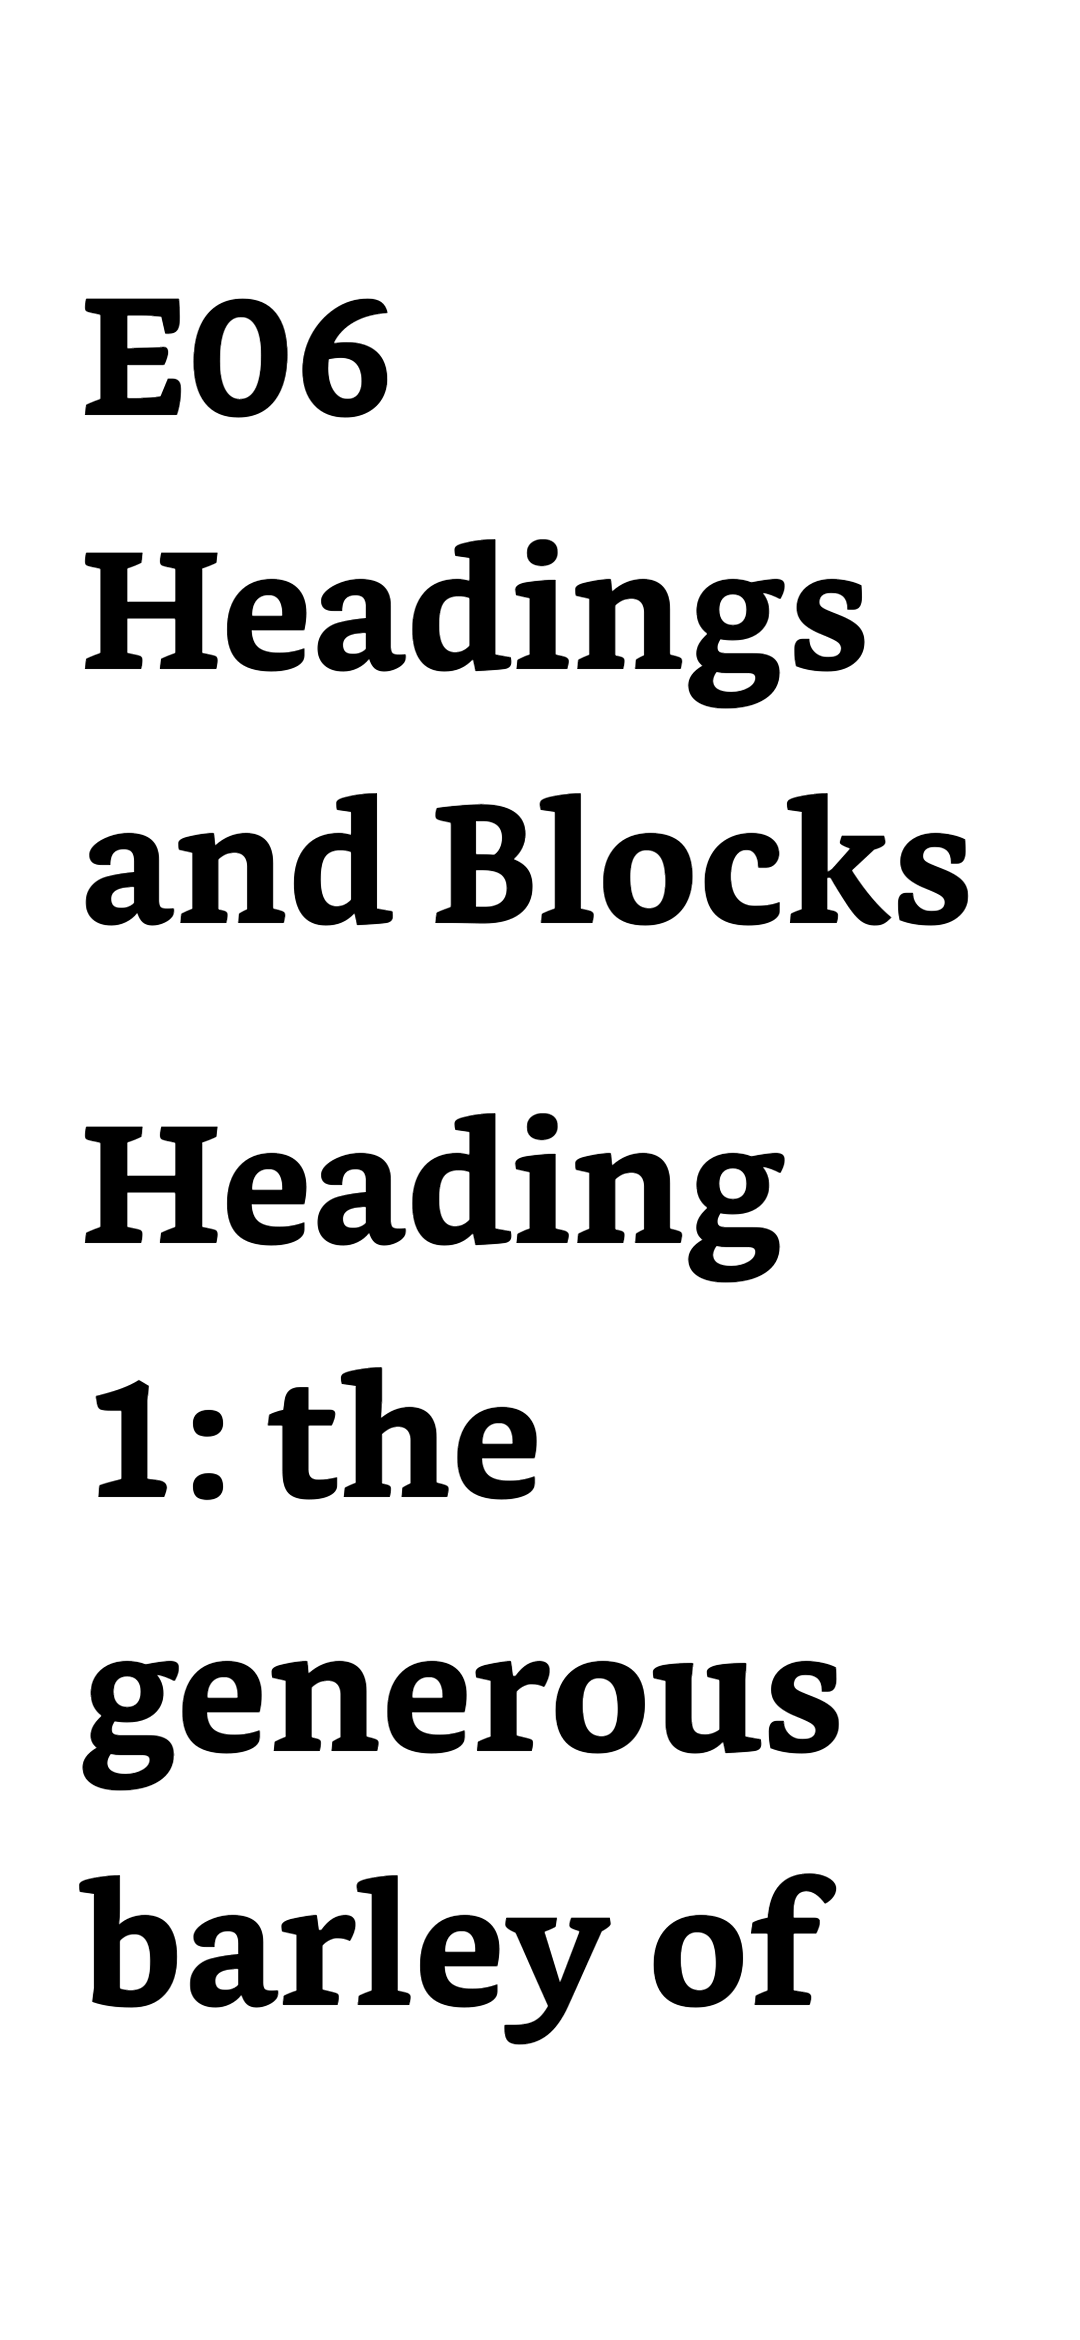 E06
Headings
and Blocks
Heading
1: the
generous
barley of